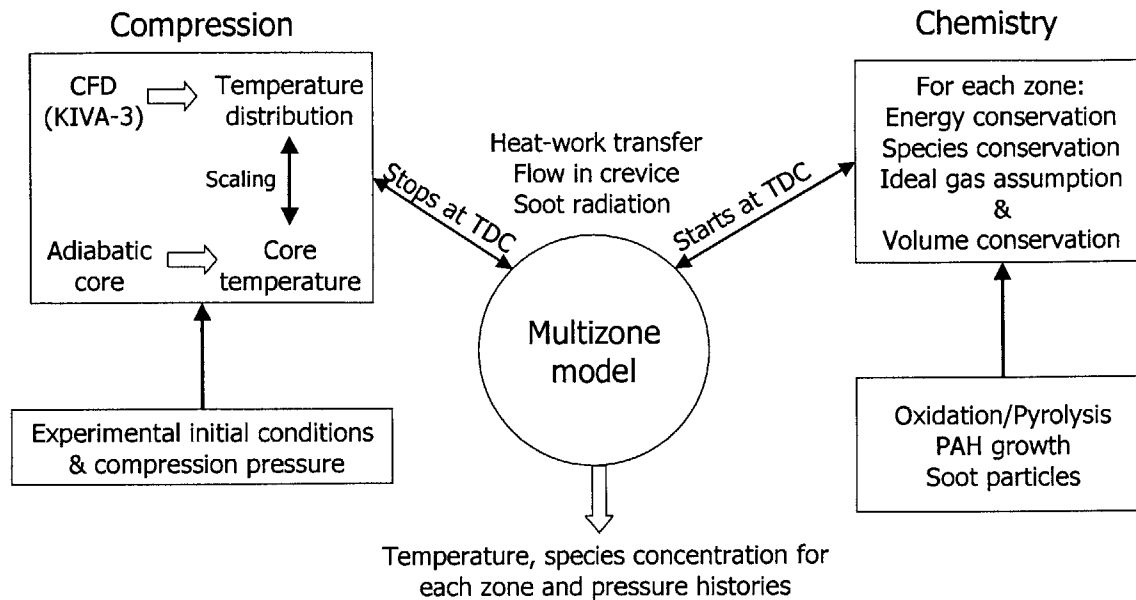 Compression
CFD
(KIVA-3)
Temperature
distribution
Scaling
Adiabatic
core
Core
temperature
Experimental initial conditions
& compression pressure
Stops at TDC
Heat-work transfer
Flow in crevice
Soot radiation
Starts at TDC
Multizone
model
Temperature, species concentration for
each zone and pressure histories
Chemistry
For each zone:
Energy conservation
Species conservation
Ideal gas assumption
&
Volume conservation
Oxidation/Pyrolysis
PAH growth
Soot particles